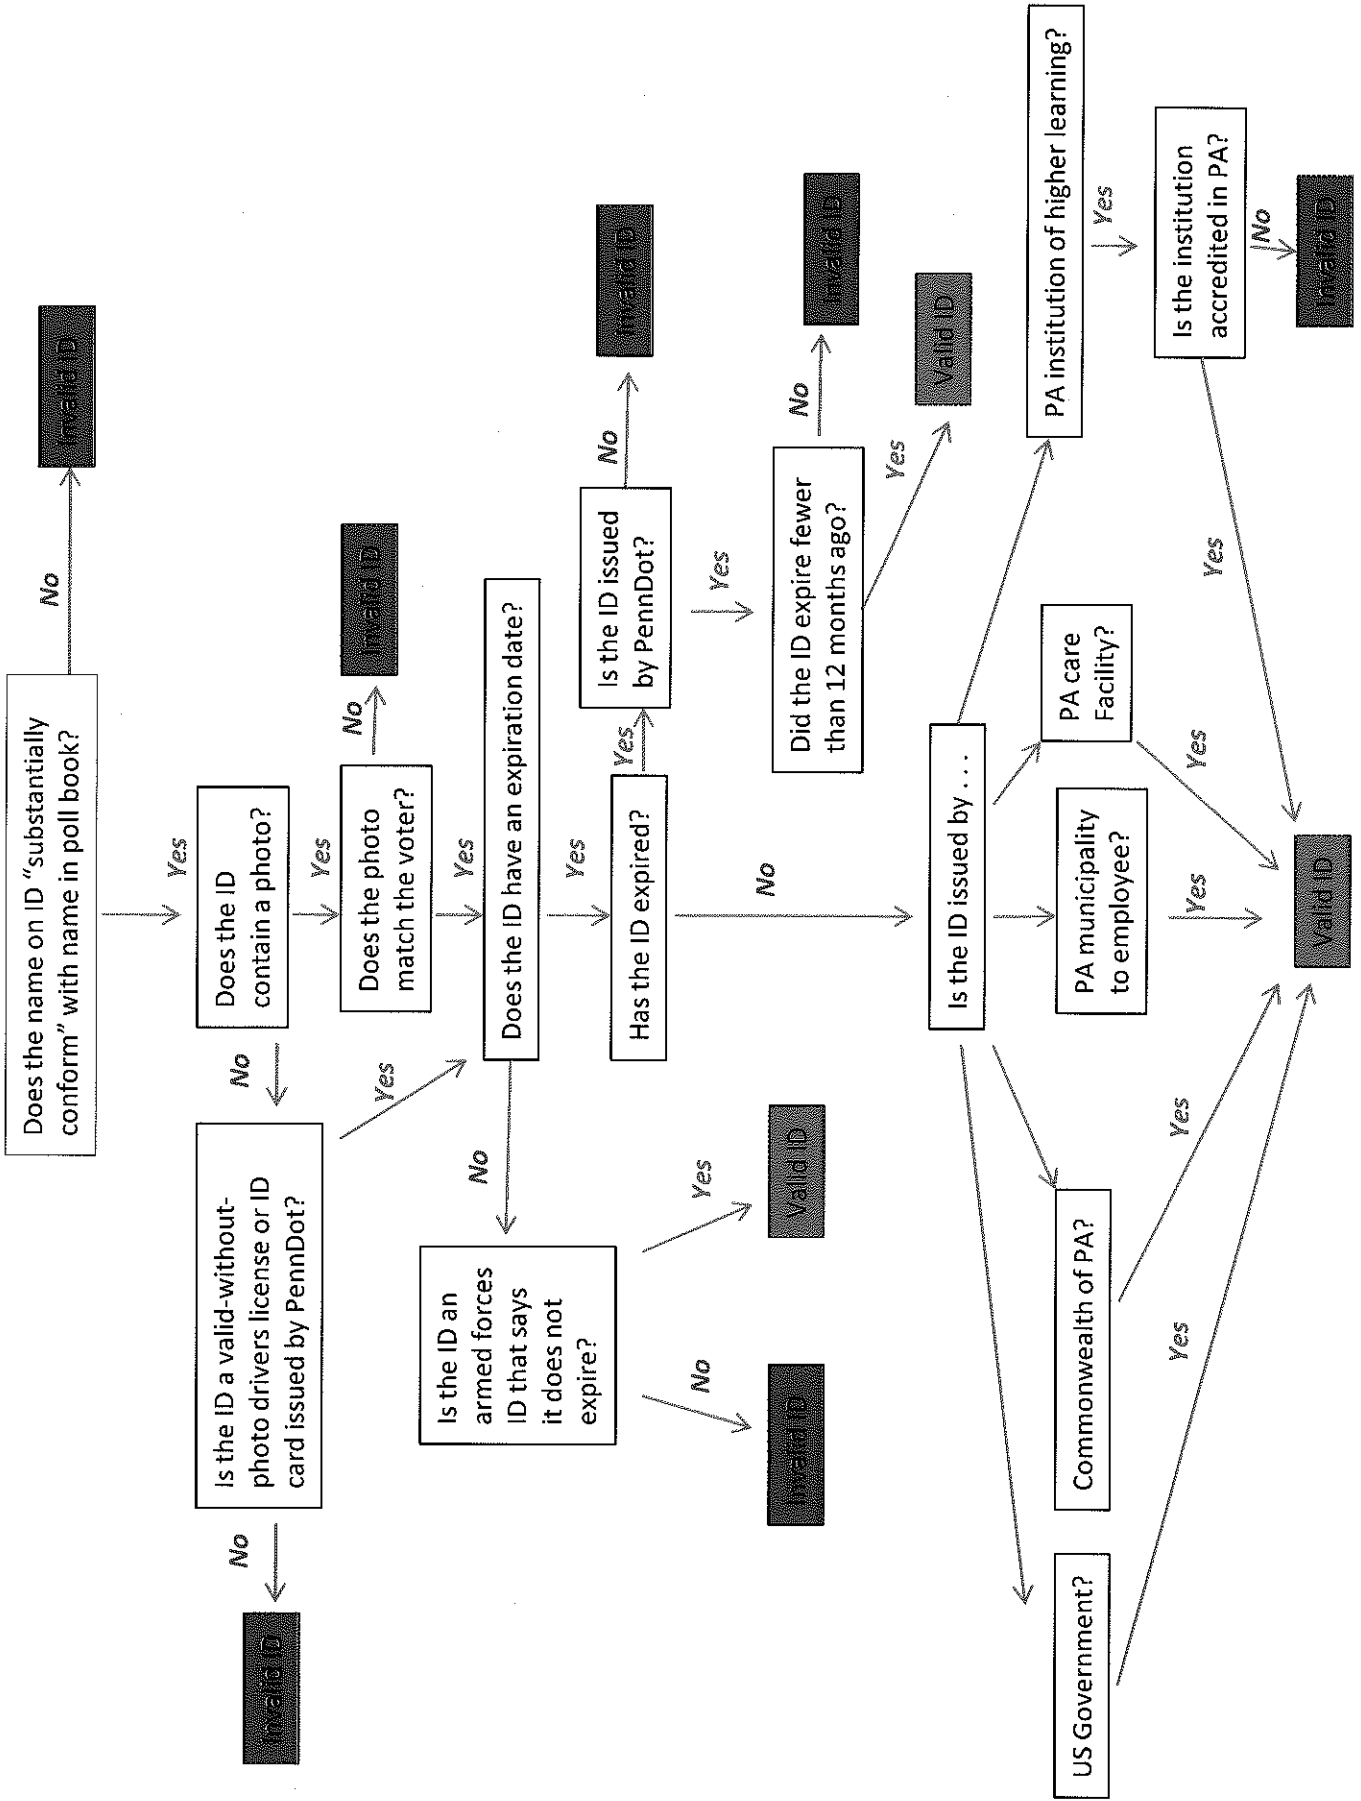 Does the name on ID “substantially
conform” with name in poll book?
No
Invalid ID
Yes
Does the ID
contain a photo?
No
Is the ID a valid-without-
photo drivers license or ID
card issued by PennDot?
No
Invalid ID
Yes
Yes
Does the photo
match the voter?
No
Invalid ID
Yes
Does the ID have an expiration date?
No
Is the ID an
armed forces
ID that says
it does not
expire?
No
Invalid ID
Yes
Valid ID
Yes
Has the ID expired?
Yes
Is the ID issued
by PennDot?
No
Invalid ID
Yes
Did the ID expire fewer
than 12 months ago?
No
Invalid ID
Yes
Valid ID
No
Is the ID issued by . . .
US Government?
Yes
Commonwealth of PA?
Yes
PA municipality
to employee?
Yes
PA care
Facility?
Yes
PA institution of higher learning?
Yes
Is the institution
accredited in PA?
Yes
No
Invalid ID
Valid ID